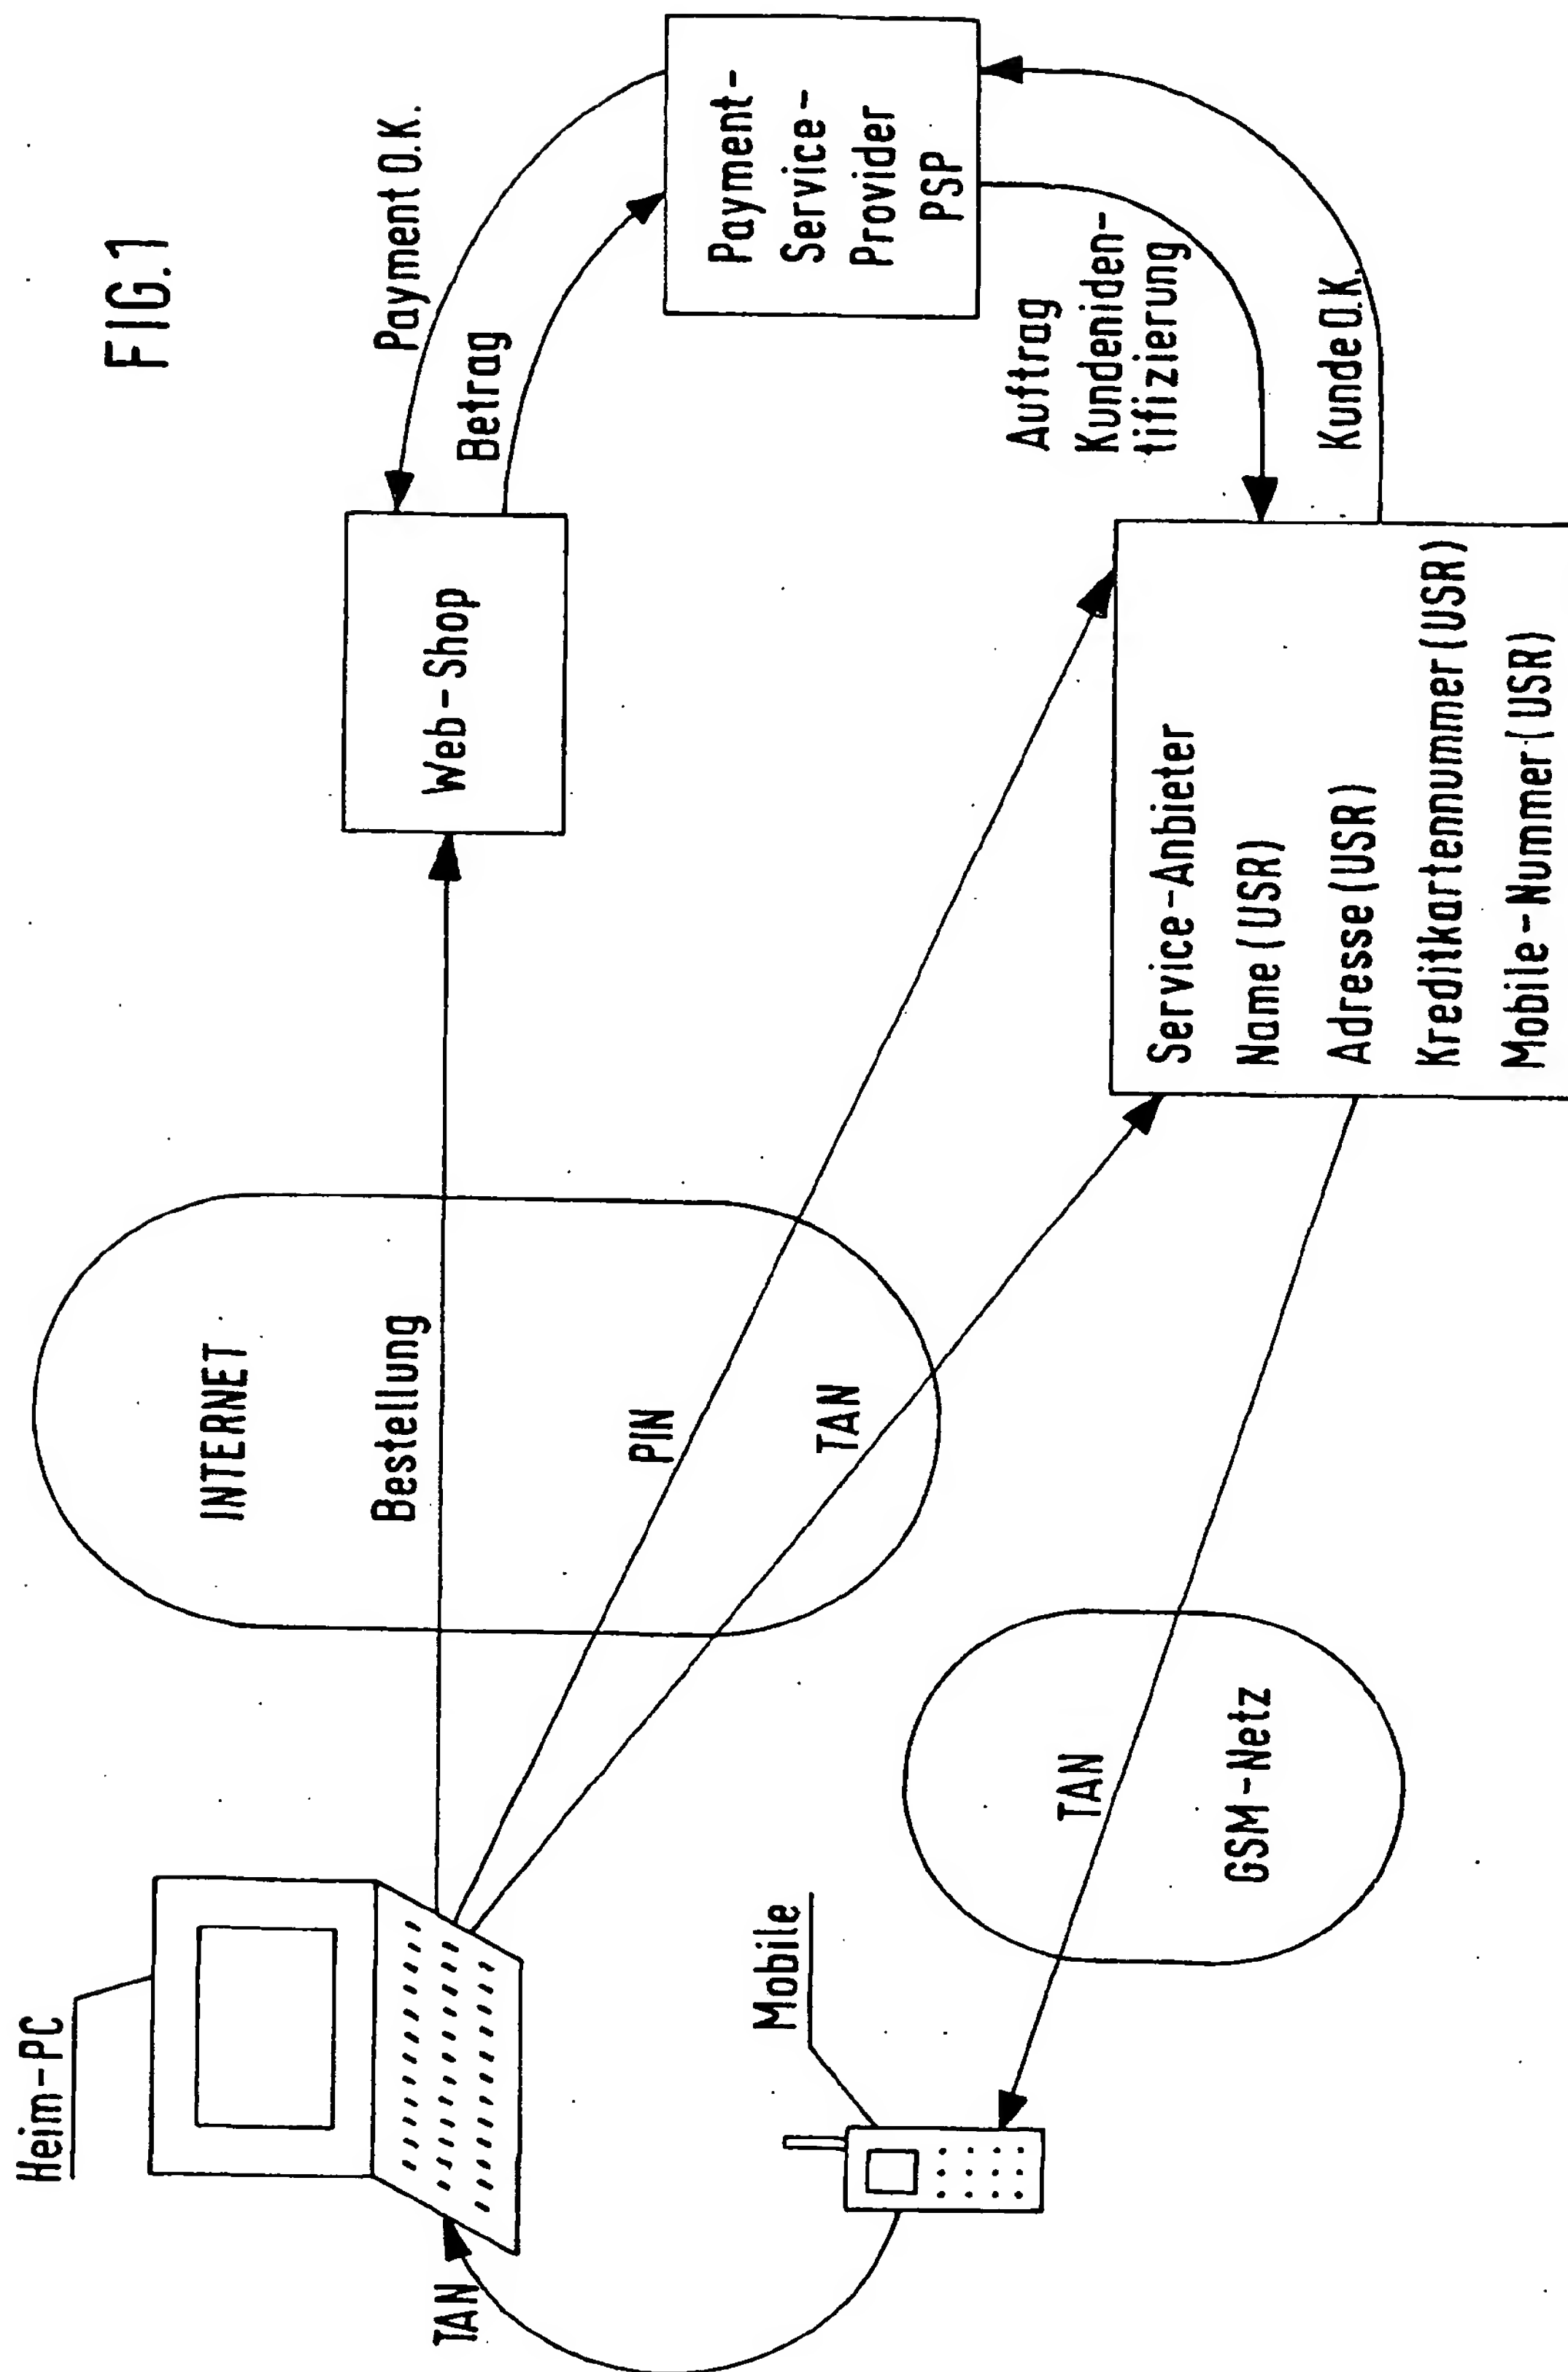 FIG.1
Heim-PC
INTERNET
Bestellung
PIN
TAN
Web-Shop
Payment O.K.
Betrag
Payment-
Service-
Provider
PSP
Auftrag
Kundeniden-
tifizierung
Kunde O.K.
Service-Anbieter
Name (USR)
Adresse (USR)
Kreditkartennummer (USR)
Mobile-Nummer (USR)
TAN
GSM-Netz
Mobile
TAN